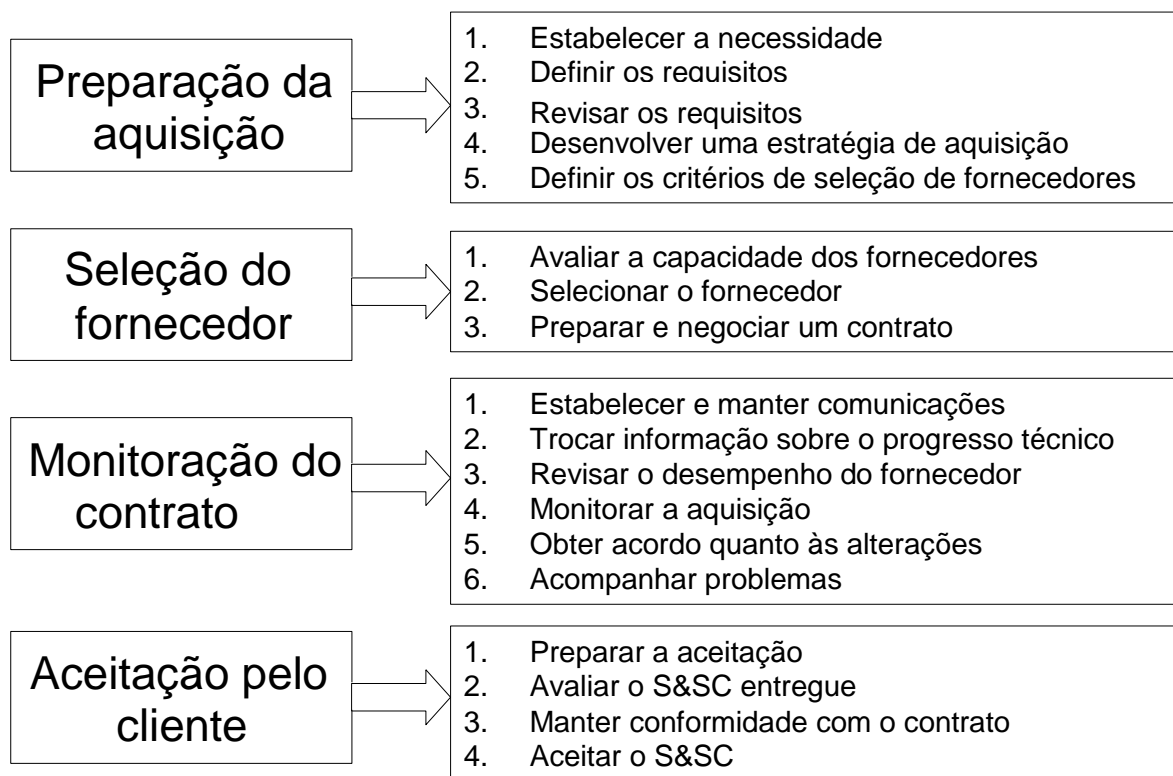 Preparação da
aquisição
1. Estabelecer a necessidade
2. Definir os requisitos
3. Revisar os requisitos
4. Desenvolver uma estratégia de aquisição
5. Definir os critérios de seleção de fornecedores
Seleção do
fornecedor
1. Avaliar a capacidade dos fornecedores
2. Selecionar o fornecedor
3. Preparar e negociar um contrato
Monitoração do
contrato
1. Estabelecer e manter comunicações
2. Trocar informação sobre o progresso técnico
3. Revisar o desempenho do fornecedor
4. Monitorar a aquisição
5. Obter acordo quanto às alterações
6. Acompanhar problemas
Aceitação pelo
cliente
1. Preparar a aceitação
2. Avaliar o S&SC entregue
3. Manter conformidade com o contrato
4. Aceitar o S&SC